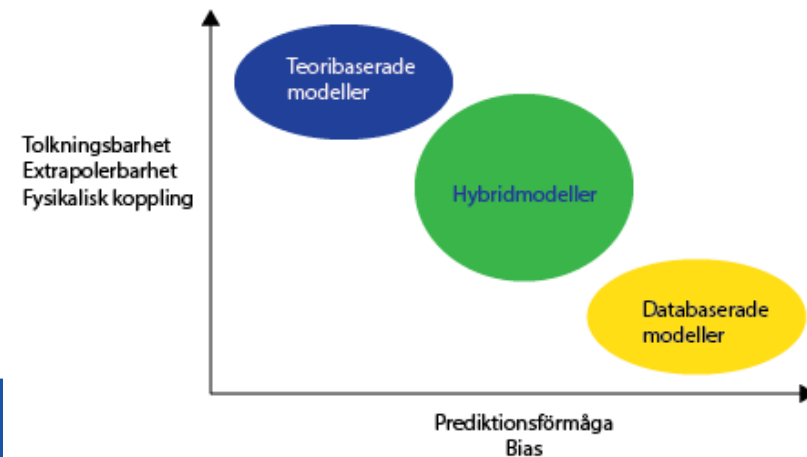 Teoribaserade
modeller
Tolkningsbarhet
Extrapolerbarhet
Fysikalisk koppling
Hybridmodeller
Databaserade
modeller
Prediktionsförmåga
Bias